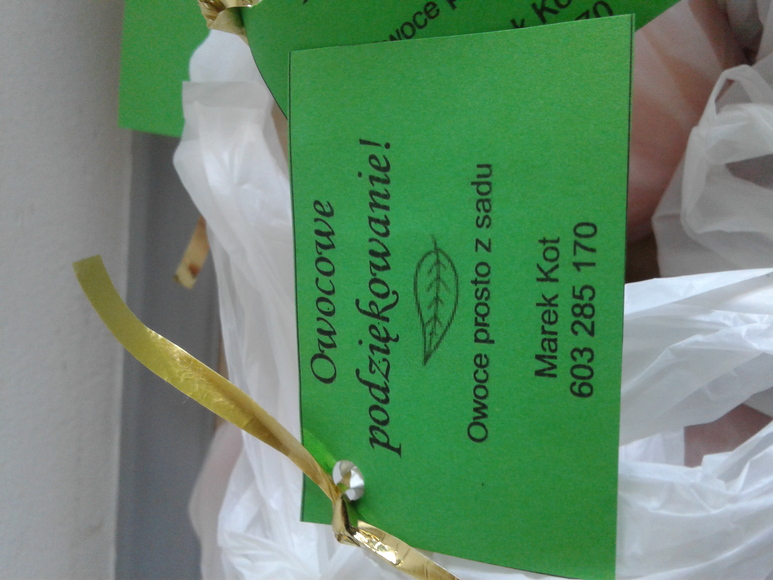 Owocowe
podziękowanie!
Owoce prosto z sadu
Marek Kot
603 285 170